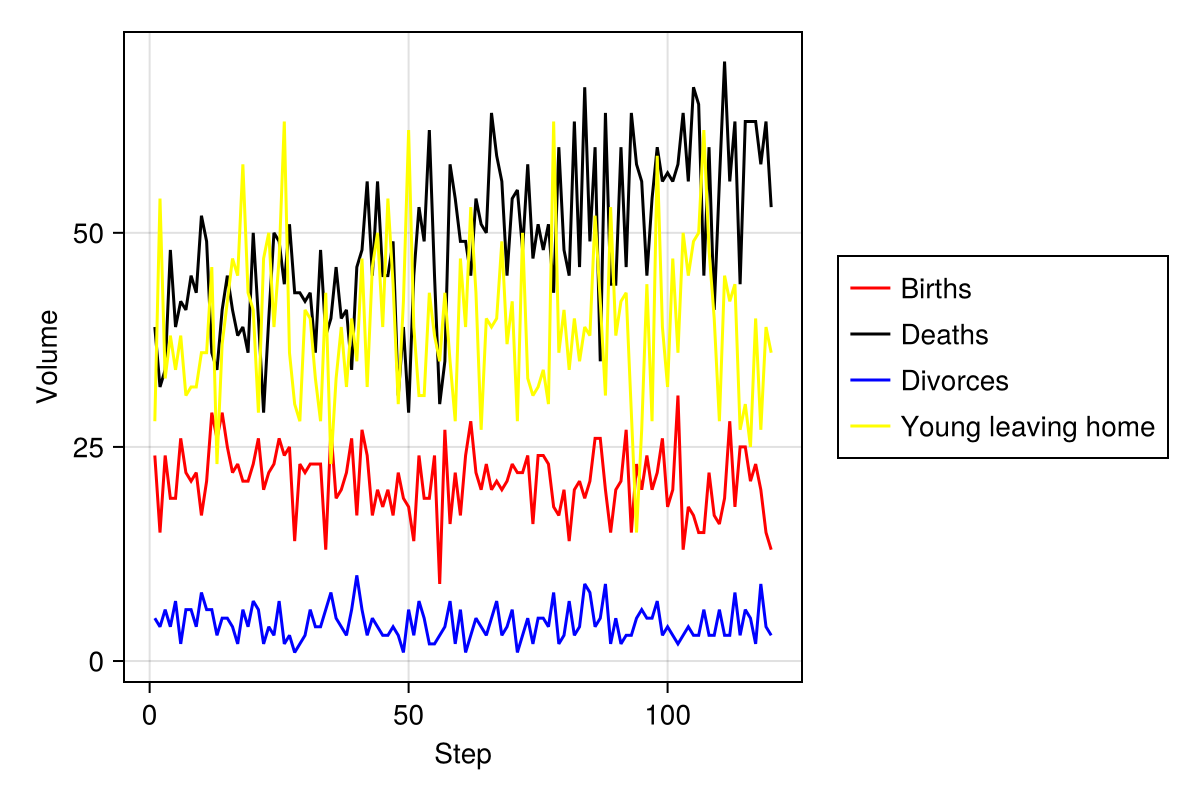 Volume
50
25
0
0
50
100
Step
Births
Deaths
Divorces
Young leaving home